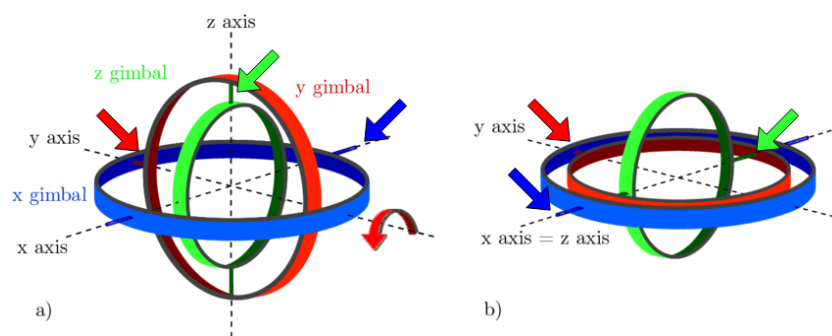 z axis
z gimbal
y gimbal
y axis
x gimbal
x axis
a)
y axis
x axis = z axis
b)